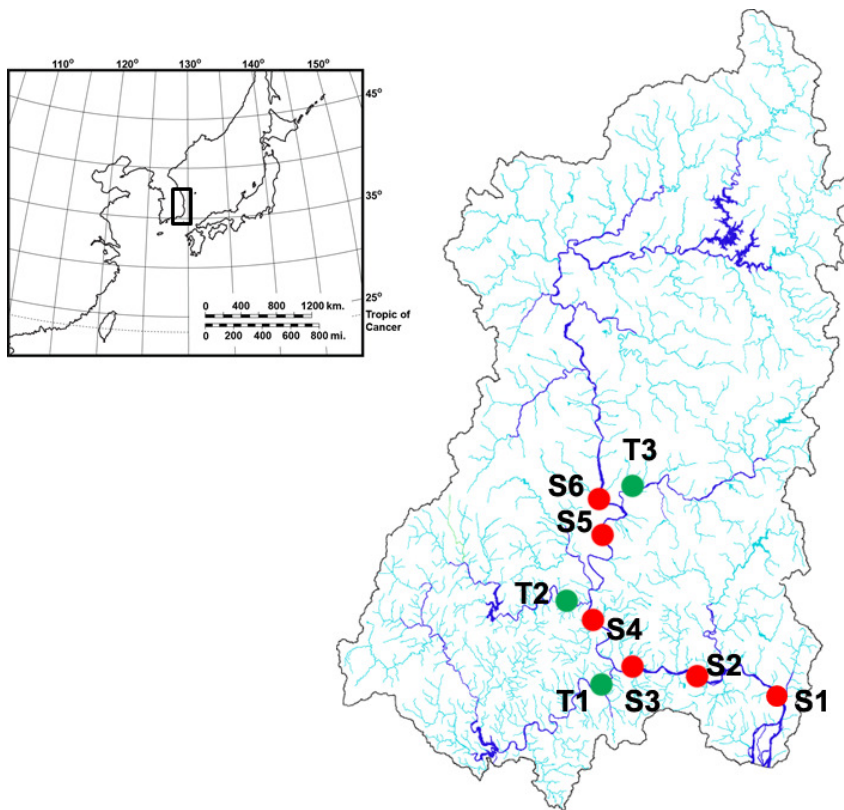 110° 120° 130° 140° 150°
45°
35°
25°
0 400 800 1200 km.
0 200 400 600 800 mi.
Tropic of
Cancer
T3
S6
S5
T2
S4
S2
T1
S3
S1